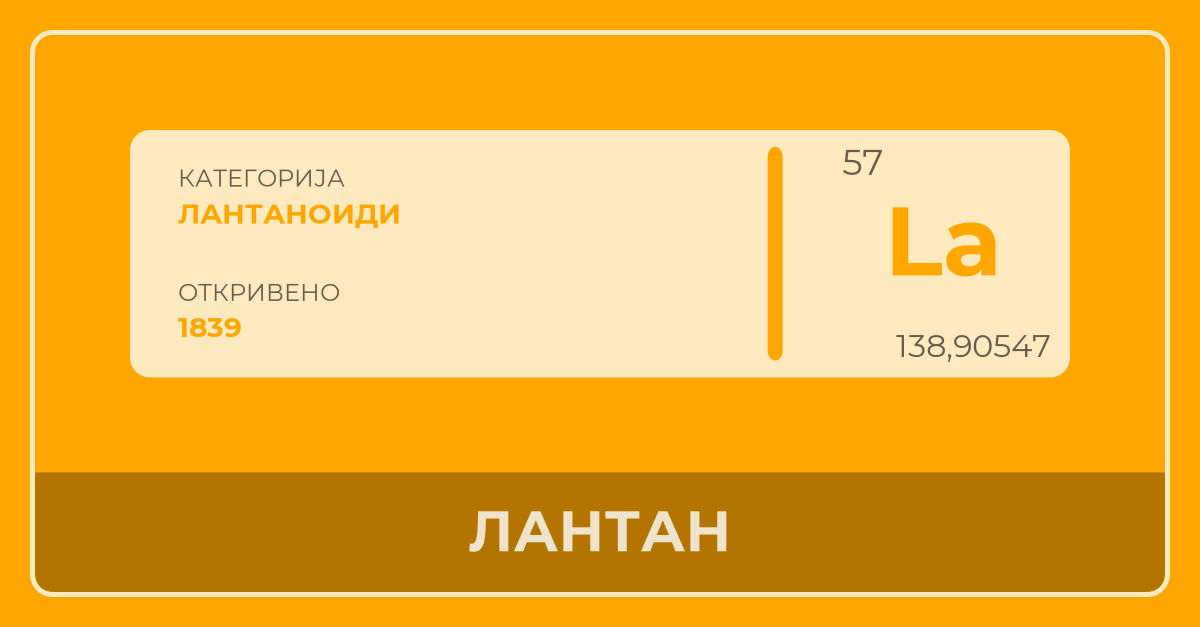 КАТЕГОРИЈА
ЛАНТАНОИДИ
ОТКРИВЕНО
1839
57
La
138,90547
ЛАНТАН